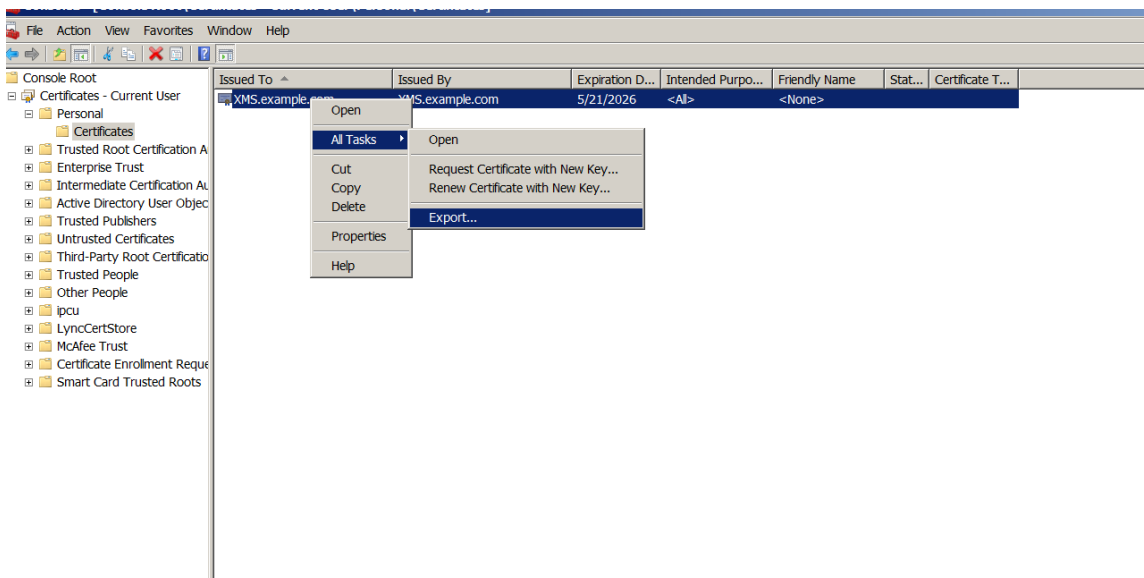 File Action View Favorites Window Help
Console Root
Certificates - Current User
Personal
Certificates
Trusted Root Certification A
Enterprise Trust
Intermediate Certification Au
Active Directory User Objec
Trusted Publishers
Untrusted Certificates
Third-Party Root Certificatio
Trusted People
Other People
ipcu
LyncCertStore
McAfee Trust
Certificate Enrollment Reque
Smart Card Trusted Roots
Issued To Issued By Expiration D... Intended Purpo... Friendly Name Stat... Certificate T...
XMS.example.com XMS.example.com 5/21/2026 <All> <None>
Open
All Tasks
Cut
Copy
Delete
Properties
Help
Open
Request Certificate with New Key...
Renew Certificate with New Key...
Export...